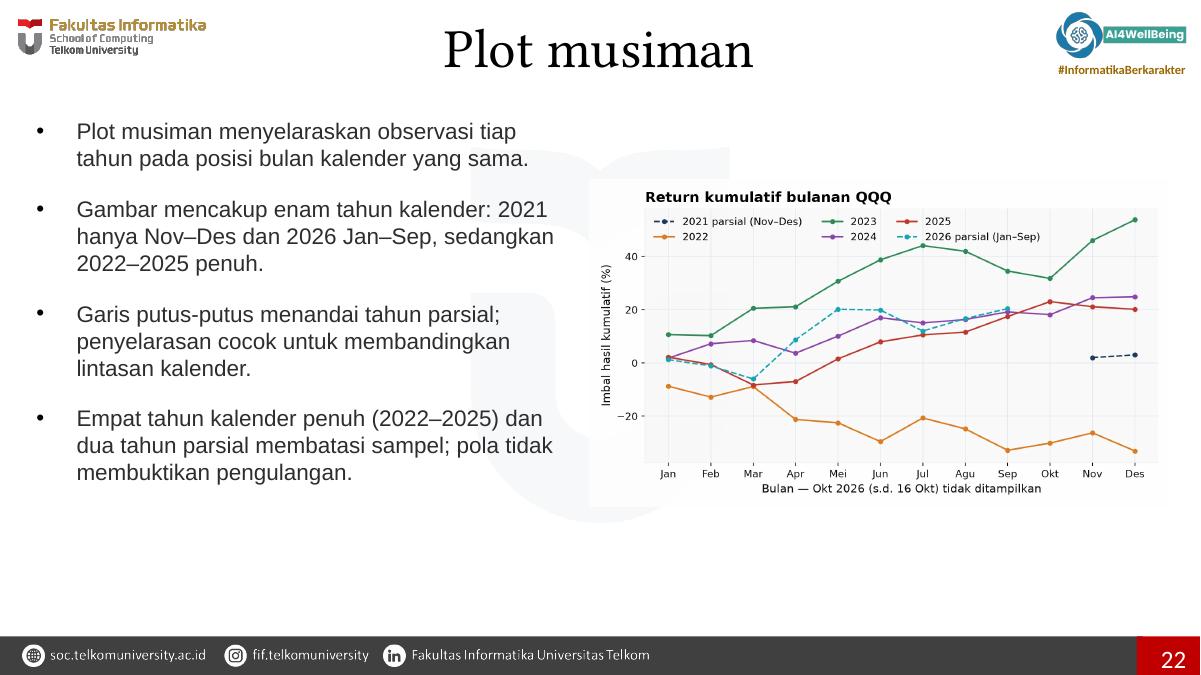 Fakultas Informatika
School of Computing
Telkom University
Plot musiman
AI4WellBeing
#InformatikaBerkarakter
• Plot musiman menyelaraskan observasi tiap
tahun pada posisi bulan kalender yang sama.
• Gambar mencakup enam tahun kalender: 2021
hanya Nov–Des dan 2026 Jan–Sep, sedangkan
2022–2025 penuh.
• Garis putus-putus menandai tahun parsial;
penyelarasan cocok untuk membandingkan
lintasan kalender.
• Empat tahun kalender penuh (2022–2025) dan
dua tahun parsial membatasi sampel; pola tidak
membuktikan pengulangan.
Return kumulatif bulanan QQQ
2021 parsial (Nov–Des) 2023 2025
2022 2024 2026 parsial (Jan–Sep)
Imbal hasil kumulatif (%)
40
20
0
−20
Jan Feb Mar Apr Mei Jun Jul Agu Sep Okt Nov Des
Bulan — Okt 2026 (s.d. 16 Okt) tidak ditampilkan
soc.telkomuniversity.ac.id fif.telkomuniversity in Fakultas Informatika Universitas Telkom
22